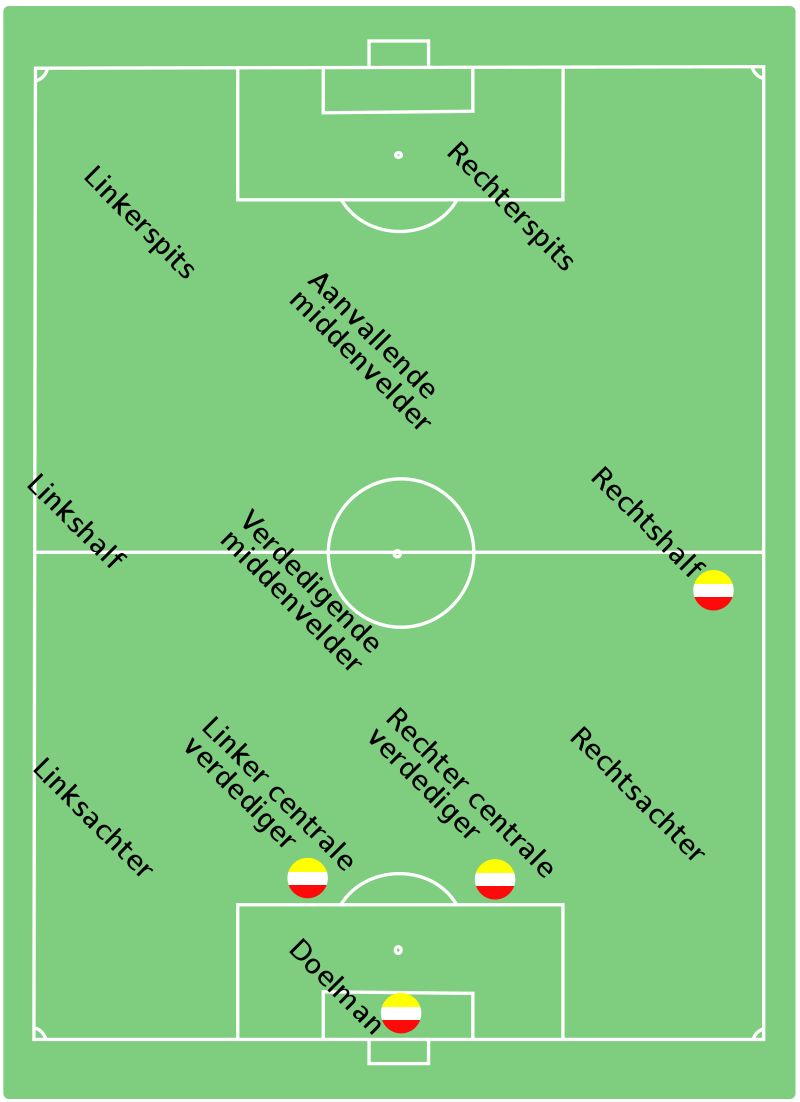 Linkerspits
Rechterspits
Aanvallende
middenvelder
Linkshalf
Verdedigende
middenvelder
Rechtshalf
Linksachter
Linker centrale
verdediger
Rechter centrale
verdediger
Rechtsachter
Doelman